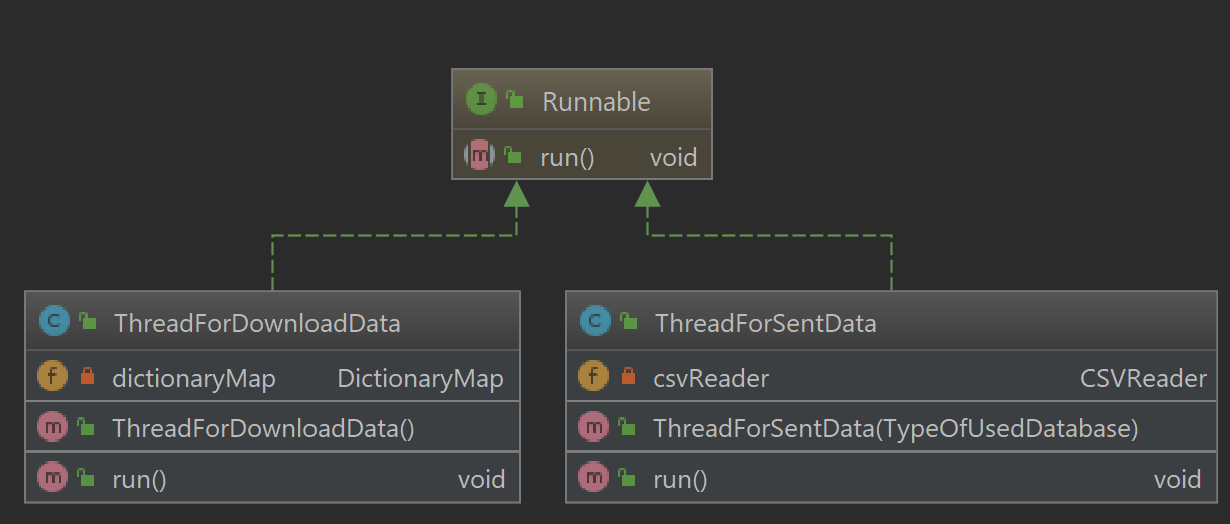 I Runnable
m run() void
C ThreadForDownloadData
f dictionaryMap DictionaryMap
m ThreadForDownloadData()
m run() void
C ThreadForSentData
f csvReader CSVReader
m ThreadForSentData(TypeOfUsedDatabase)
m run() void